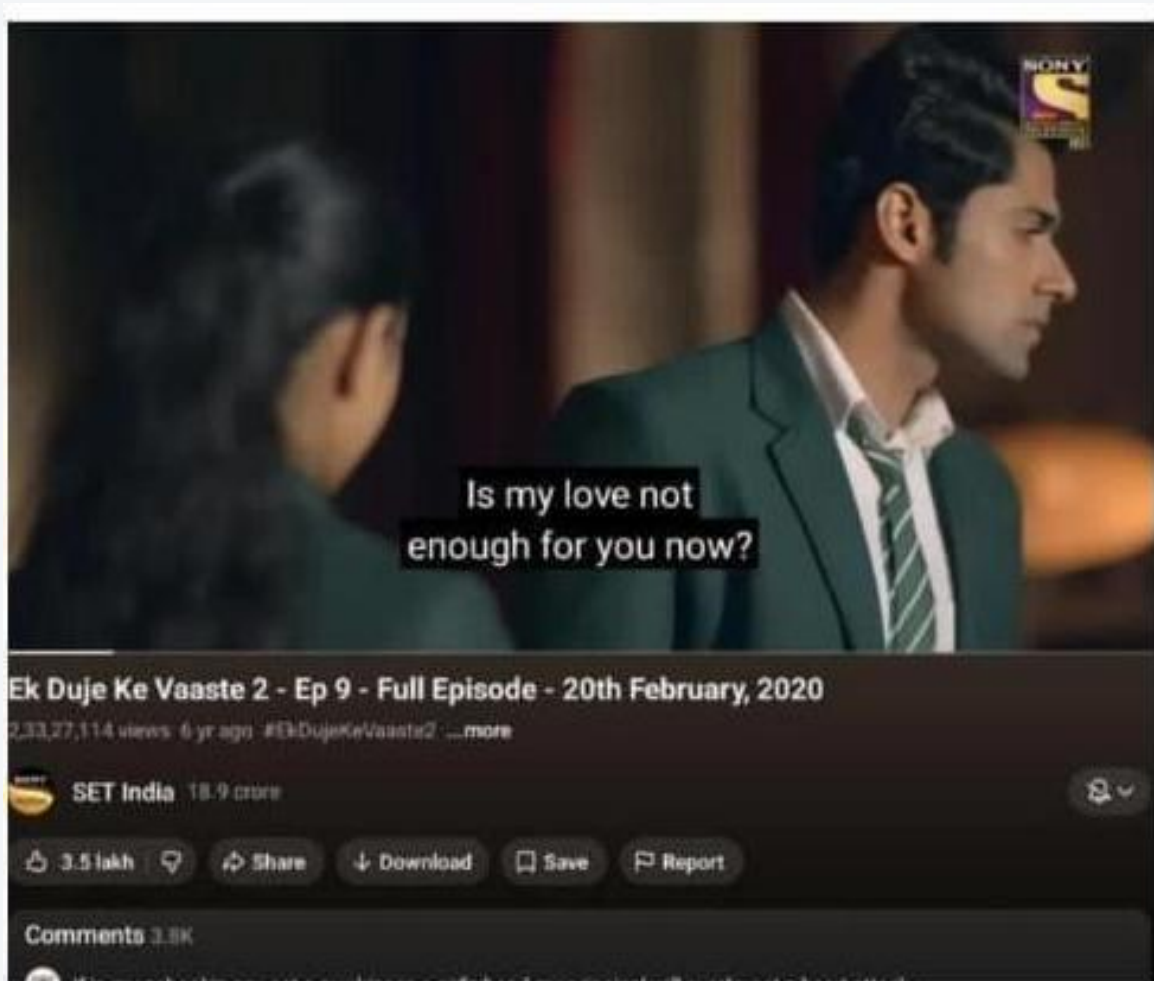 SONY
Is my love not
enough for you now?
Ek Duje Ke Vaaste 2 - Ep 9 - Full Episode - 20th February, 2020
2,33,27,114 views 6 yr ago #EkDujeKeVaaste2 ...more
SET India 18.9 crore
3.5 lakh Share Download Save Report
Comments 3.8K